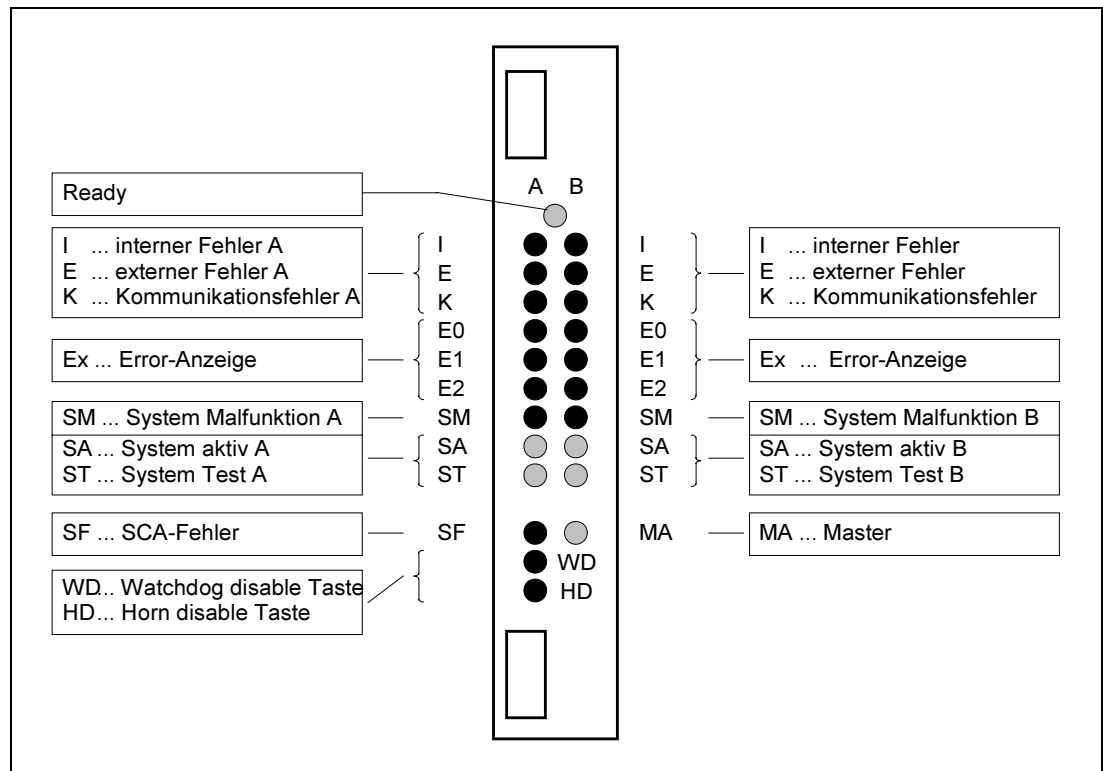 A B
Ready
I ... interner Fehler A
E ... externer Fehler A
K ... Kommunikationsfehler A
I
E
K
I
E
K
I ... interner Fehler
E ... externer Fehler
K ... Kommunikationsfehler
Ex ... Error-Anzeige
E0
E1
E2
E0
E1
E2
Ex ... Error-Anzeige
SM ... System Malfunktion A
SM
SM
SM ... System Malfunktion B
SA ... System aktiv A
ST ... System Test A
SA
ST
SA
ST
SA ... System aktiv B
ST ... System Test B
SF ... SCA-Fehler
SF
MA
MA ... Master
WD... Watchdog disable Taste
HD... Horn disable Taste
WD
HD